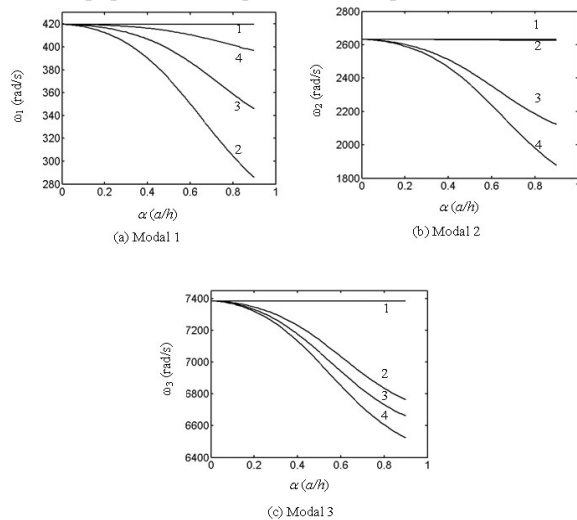 420
400
380
360
340
320
300
280
0 0.2 0.4 0.6 0.8 1
ω1 (rad/s)
α (a/h)
1
4
3
2
(a) Modal 1
2800
2600
2400
2200
2000
1800
0 0.2 0.4 0.6 0.8 1
ω2 (rad/s)
α (a/h)
1
2
3
4
(b) Modal 2
7400
7200
7000
6800
6600
6400
0 0.2 0.4 0.6 0.8 1
ω3 (rad/s)
α (a/h)
1
2
3
4
(c) Modal 3